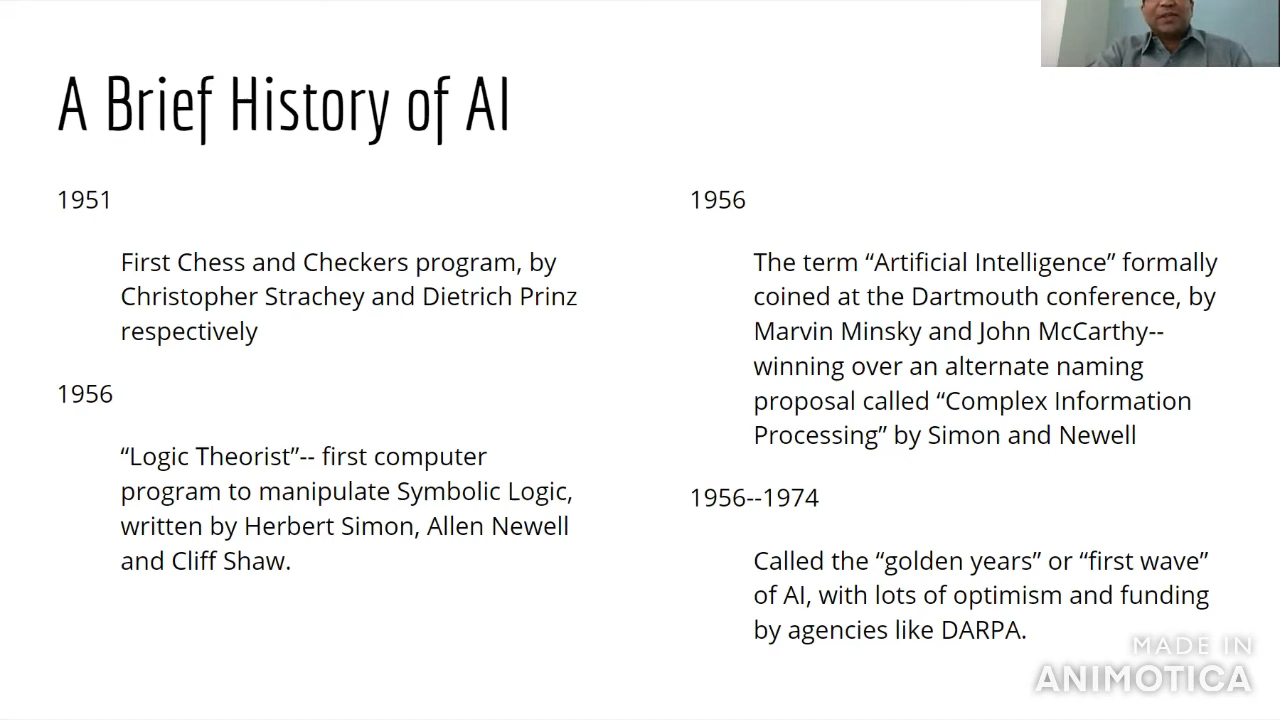 A Brief History of AI
1951
First Chess and Checkers program, by
Christopher Strachey and Dietrich Prinz
respectively
1956
“Logic Theorist”-- first computer
program to manipulate Symbolic Logic,
written by Herbert Simon, Allen Newell
and Cliff Shaw.
1956
The term “Artificial Intelligence” formally
coined at the Dartmouth conference, by
Marvin Minsky and John McCarthy--
winning over an alternate naming
proposal called “Complex Information
Processing” by Simon and Newell
1956--1974
Called the “golden years” or “first wave”
of AI, with lots of optimism and funding
by agencies like DARPA.
MADE IN
ANIMOTICA